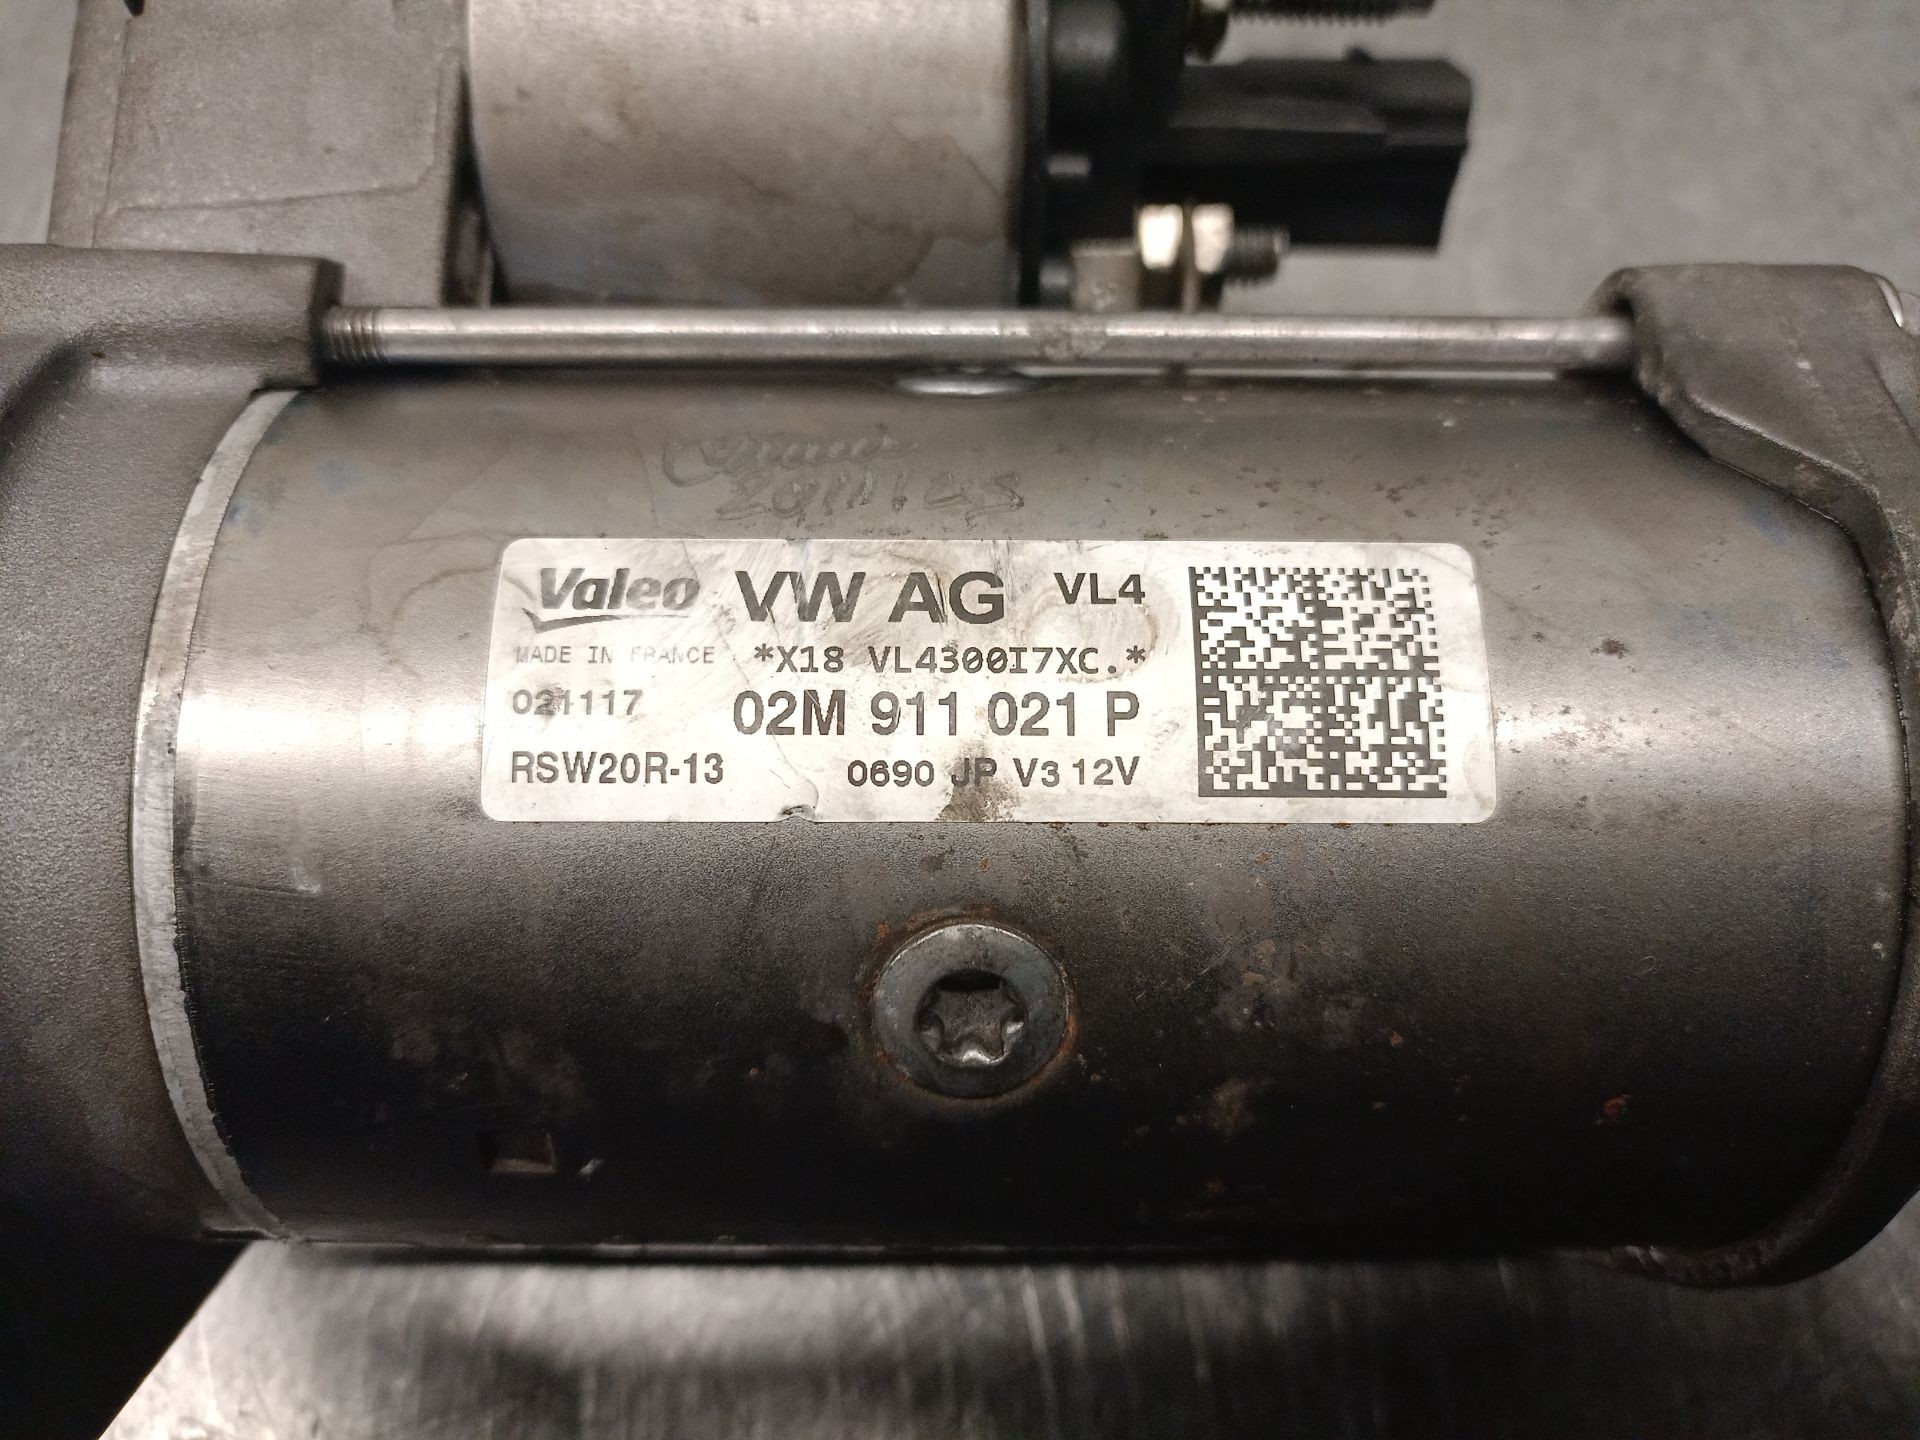 Valeo VW AG VL4
MADE IN FRANCE *X18 VL4300I7XC.*
021117 02M 911 021 P
RSW20R-13 0690 JP V3 12V